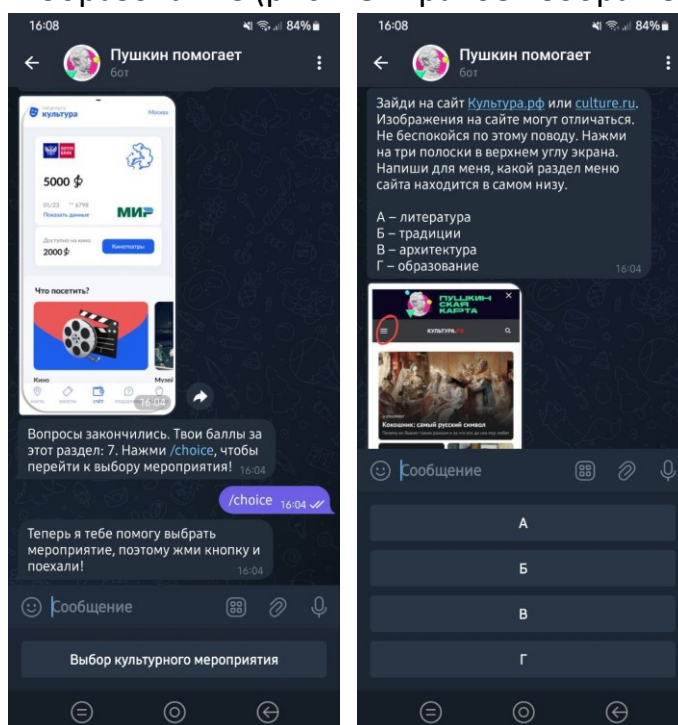 16:08
84%
Пушкин помогает
бот
культура
Москва
5000
01/23 ** 6798
Показать данные
МИР
Доступно на кино
2000
Кинотеатры
Что посетить?
Кино
Музеи
16:04
Вопросы закончились. Твои баллы за
этот раздел: 7. Нажми /choice, чтобы
перейти к выбору мероприятия! 16:04
/choice 16:04
Теперь я тебе помогу выбрать
мероприятие, поэтому жми кнопку и
поехали!
16:04
Сообщение
Выбор культурного мероприятия
16:08
84%
Пушкин помогает
бот
Зайди на сайт Культура.рф или culture.ru.
Изображения на сайте могут отличаться.
Не беспокойся по этому поводу. Нажми
на три полоски в верхнем углу экрана.
Напиши для меня, какой раздел меню
сайта находится в самом низу.
А – литература
Б – традиции
В – архитектура
Г – образование
16:04
ПУШКИН
СКАЯ
КАРТА
КУЛЬТУРА.РФ
Кокошник: самый русский символ
Сообщение
А
Б
В
Г